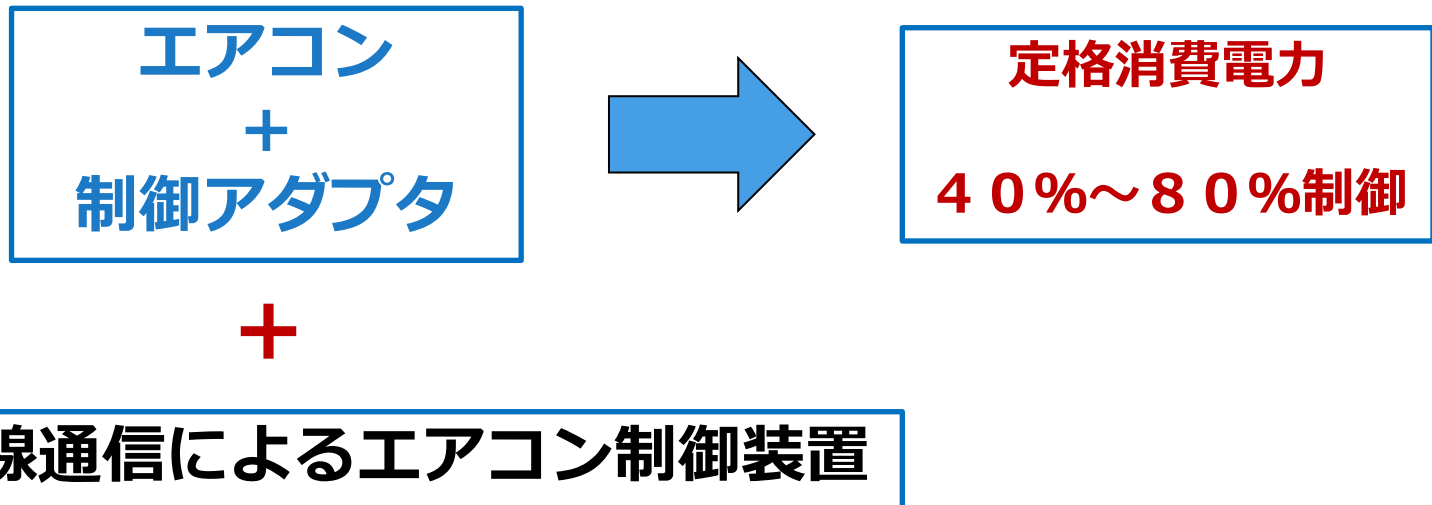 エアコン
＋
制御アダプタ
定格消費電力
４０％～８０％制御
＋
線通信によるエアコン制御装置